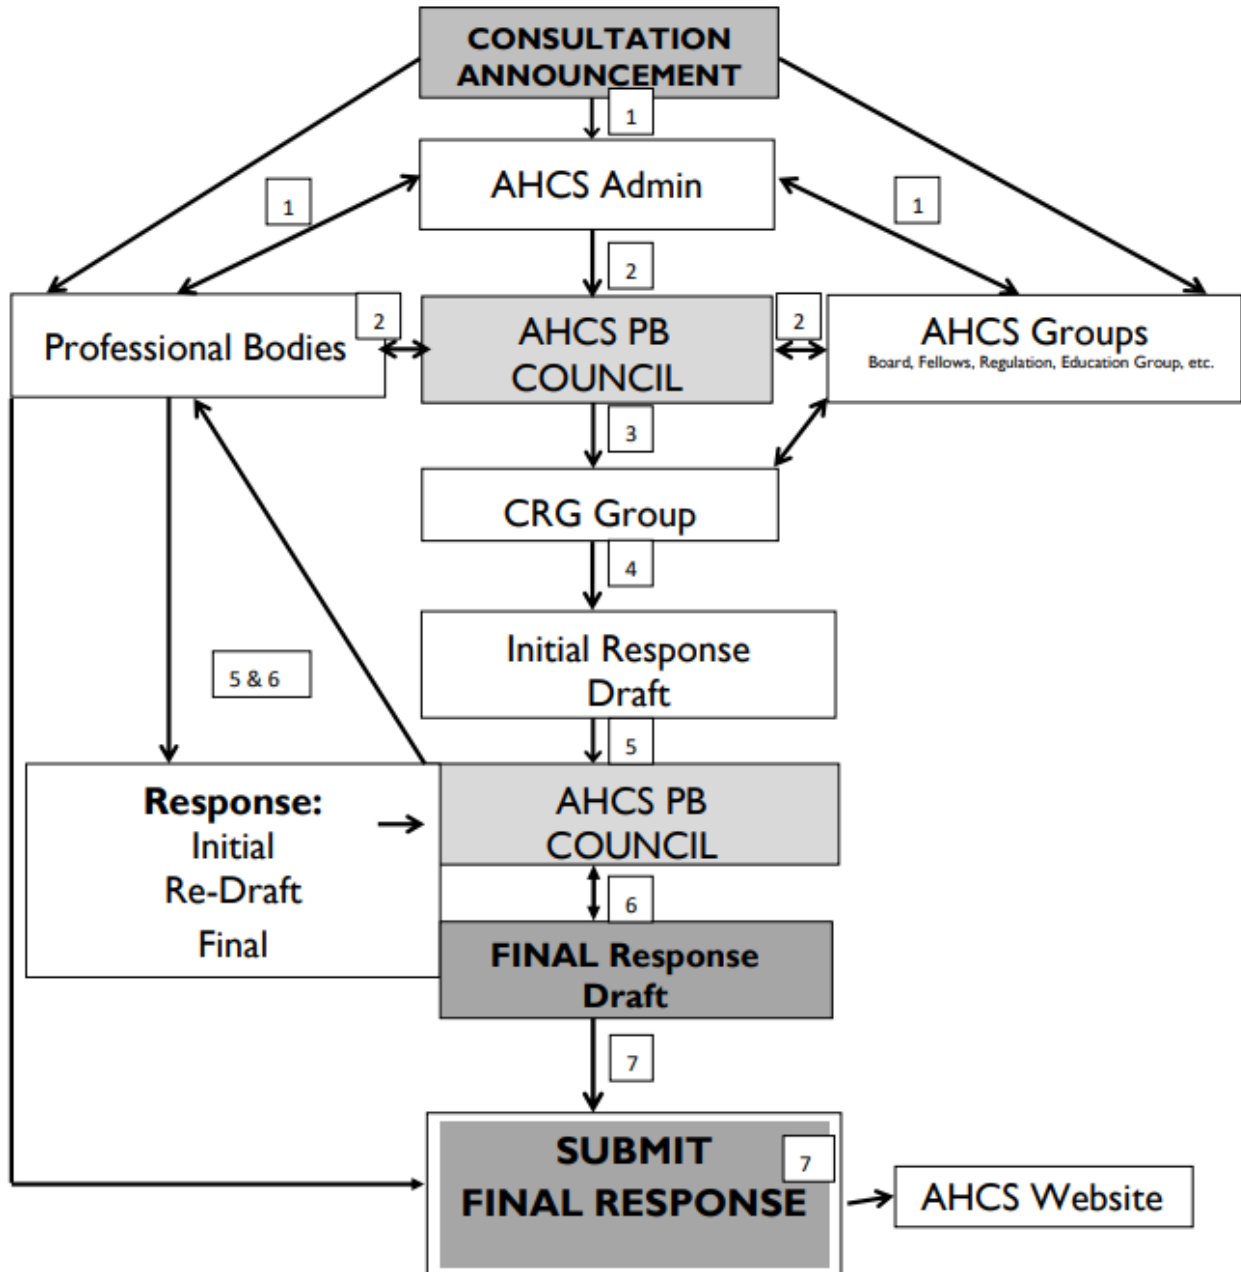 CONSULTATION
ANNOUNCEMENT
1
AHCS Admin
1
1
2
Professional Bodies
2
AHCS PB
COUNCIL
2
AHCS Groups
Board, Fellows, Regulation, Education Group, etc.
3
CRG Group
4
Initial Response
Draft
5 & 6
5
Response:
Initial
Re-Draft
Final
AHCS PB
COUNCIL
6
FINAL Response
Draft
7
SUBMIT
FINAL RESPONSE
7
AHCS Website